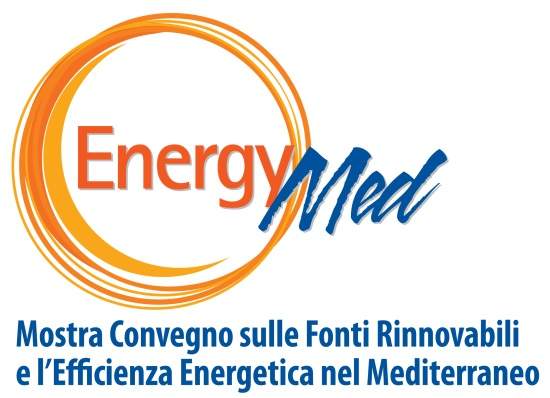 EnergyMed
Mostra Convegno sulle Fonti Rinnovabili
e l'Efficienza Energetica nel Mediterraneo